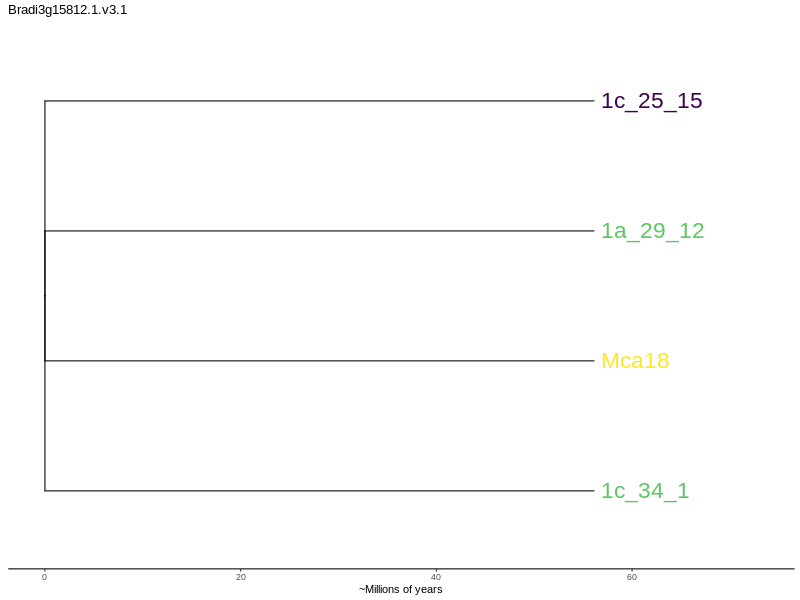 Bradi3g15812.1.v3.1
1c_25_15
1a_29_12
Mca18
1c_34_1
0 20 40 60
~Millions of years